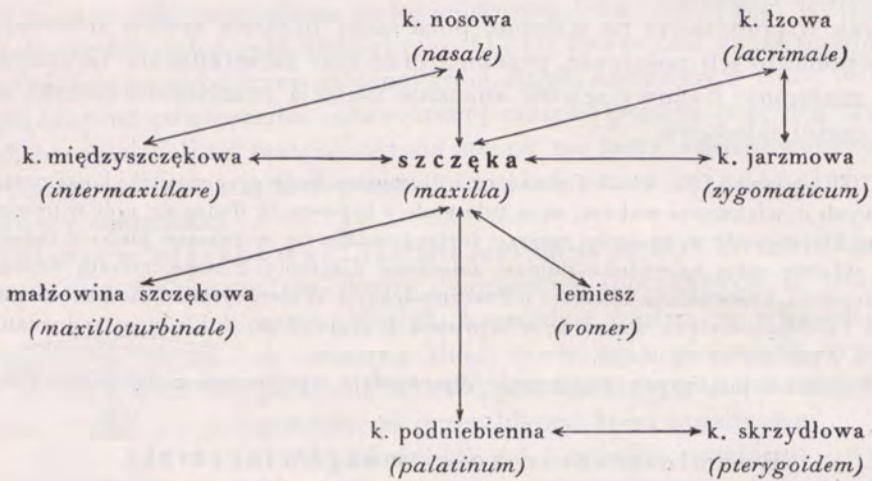 k. nosowa k. łzowa
(nasale) (lacrimale)
k. międzyszczękowa szczęka k. jarzmowa
(intermaxillare) (maxilla) (zygomaticum)
małżowina szczękowa lemiesz
(maxilloturbinale) (vomer)
k. podniebienna k. skrzydłowa
(palatinum) (pterygoidem)